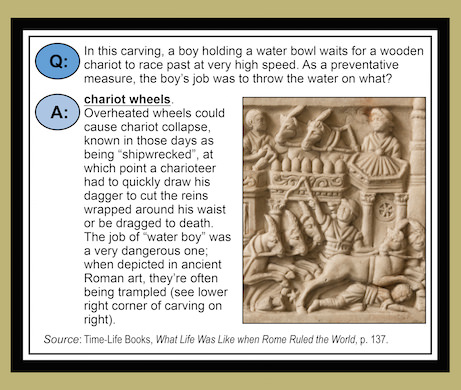 Q:
In this carving, a boy holding a water bowl waits for a wooden
chariot to race past at very high speed. As a preventative
measure, the boy's job was to throw the water on what?
A:
chariot wheels.
Overheated wheels could
cause chariot collapse,
known in those days as
being “shipwrecked”, at
which point a charioteer
had to quickly draw his
dagger to cut the reins
wrapped around his waist
or be dragged to death.
The job of “water boy” was
a very dangerous one;
when depicted in ancient
Roman art, they're often
being trampled (see lower
right corner of carving on
right).
Source: Time-Life Books, What Life Was Like when Rome Ruled the World, p. 137.